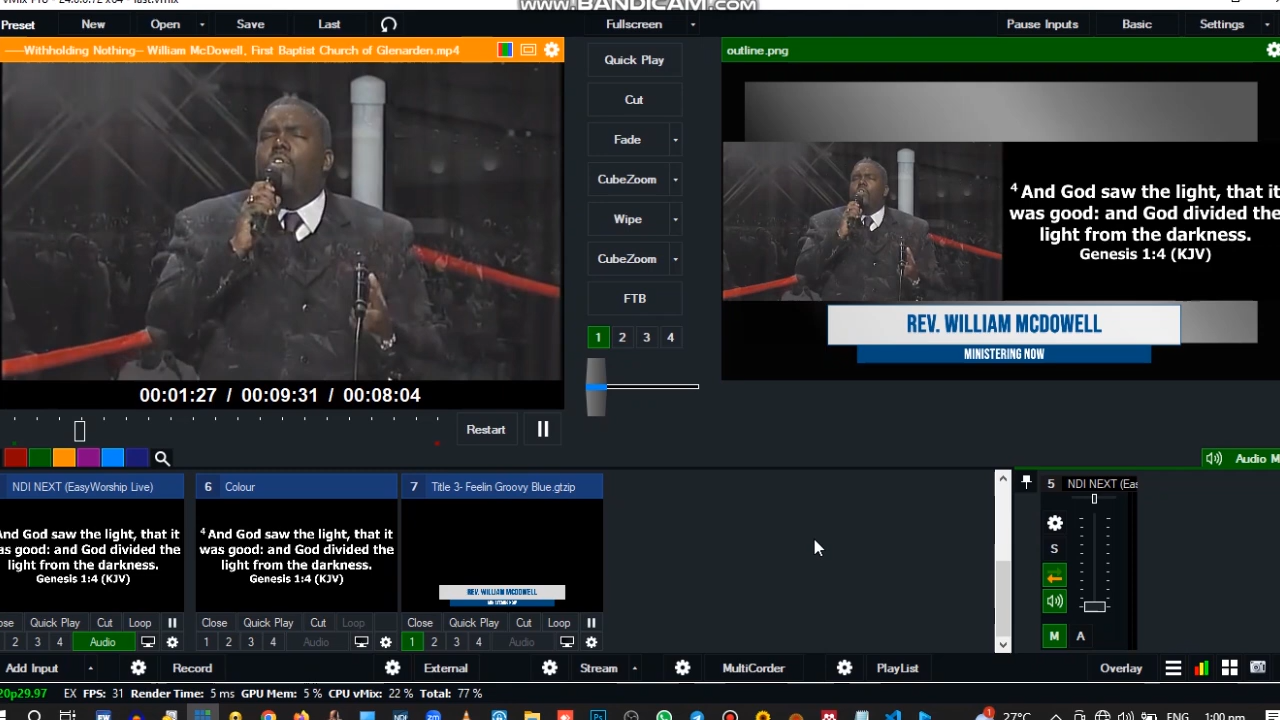 WWW.BANDICAM.COM
Preset
New
Open
Save
Last
Fullscreen
Pause Inputs
Basic
Settings
Withholding Nothing-- William McDowell, First Baptist Church of Glenarden.mp4
outline.png
Quick Play
Cut
Fade
CubeZoom
Wipe
CubeZoom
FTB
1 2 3 4
4 And God saw the light, that it
was good: and God divided the
light from the darkness.
Genesis 1:4 (KJV)
REV. WILLIAM MCDOWELL
MINISTERING NOW
00:01:27 / 00:09:31 / 00:08:04
Restart
Audio M
NDI NEXT (EasyWorship Live)
And God saw the light, that it
was good: and God divided the
light from the darkness.
Genesis 1:4 (KJV)
6 Colour
4 And God saw the light, that it
was good: and God divided the
light from the darkness.
Genesis 1:4 (KJV)
7 Title 3- Feelin Groovy Blue.gtzip
REV. WILLIAM MCDOWELL
5 NDI NEXT (Eas
S
M A
ose Quick Play Cut Loop
2 3 4 Audio
Close Quick Play Cut Loop
1 2 3 4 Audio
Close Quick Play Cut Loop
1 2 3 4 Audio
Add Input
Record
External
Stream
MultiCorder
PlayList
Overlay
20p29.97 EX FPS: 31 Render Time: 5 ms GPU Mem: 5 % CPU vMix: 22 % Total: 77 %
27°C
ENG
1:00 pm